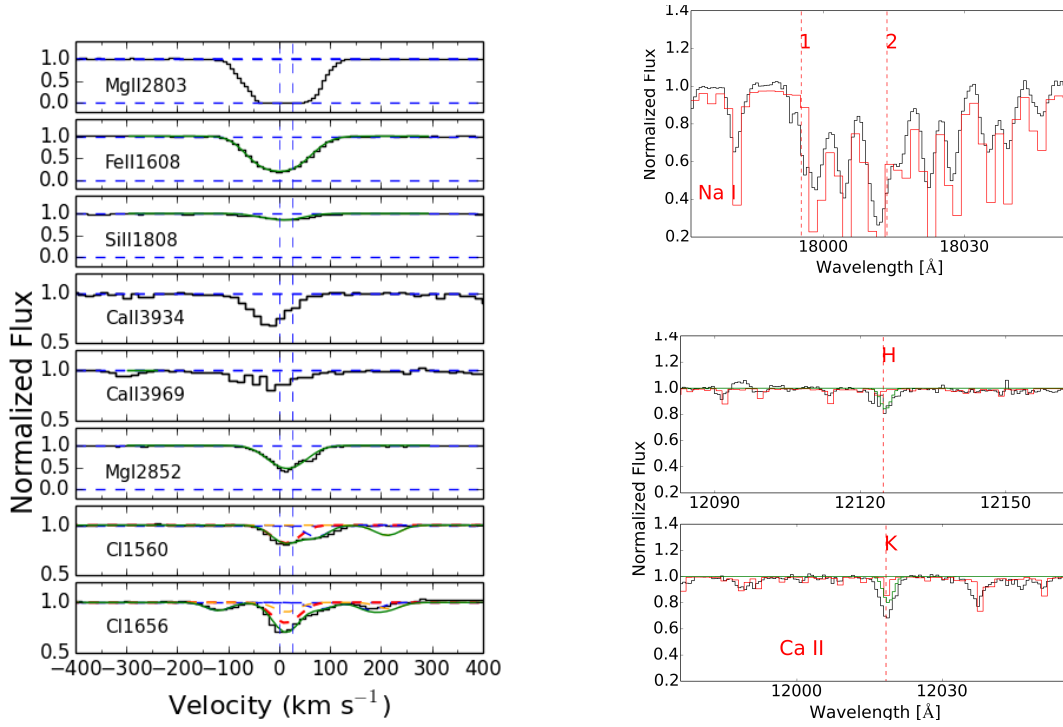 Normalized Flux
1.0
0.5
0.0
MgII2803
1.0
0.5
0.0
FeII1608
1.0
0.5
0.0
SiII1808
1.0
0.5
CaII3934
1.0
0.5
CaII3969
1.0
0.5
0.0
MgI2852
1.0
0.5
CI1560
1.0
0.5
CI1656
−400 −300 −200 −100 0 100 200 300 400
Velocity (km s⁻¹)
Normalized Flux
1.4
1.2
1.0
0.8
0.6
0.4
0.2
1 2
Na I
18000 18030
Wavelength [Å]
Normalized Flux
1.4
1.2
1.0
0.8
0.6
0.4
0.2
H
12090 12120 12150
1.4
1.2
1.0
0.8
0.6
0.4
0.2
K
Ca II
12000 12030
Wavelength [Å]